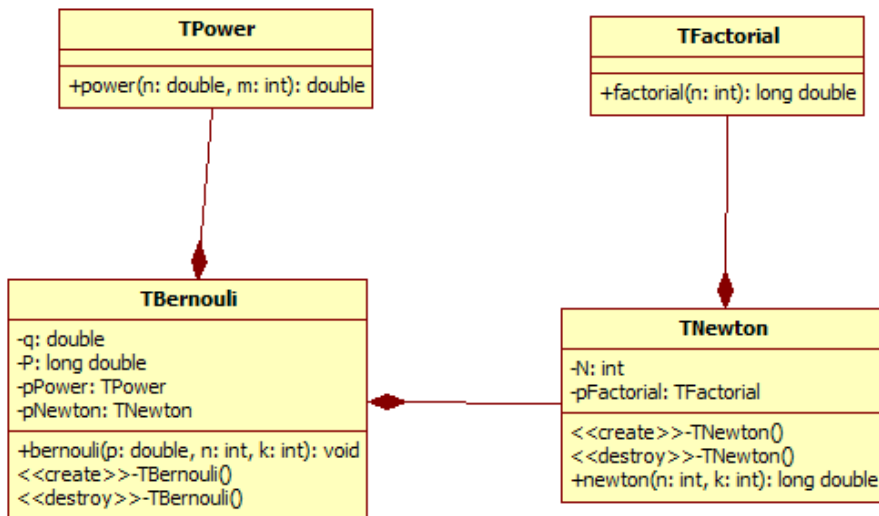 TPower
+power(n: double, m: int): double
TFactorial
+factorial(n: int): long double
TBernouli
-q: double
-P: long double
-pPower: TPower
-pNewton: TNewton
+bernouli(p: double, n: int, k: int): void
<<create>>-TBernouli()
<<destroy>>-TBernouli()
TNewton
-N: int
-pFactorial: TFactorial
<<create>>-TNewton()
<<destroy>>-TNewton()
+newton(n: int, k: int): long double